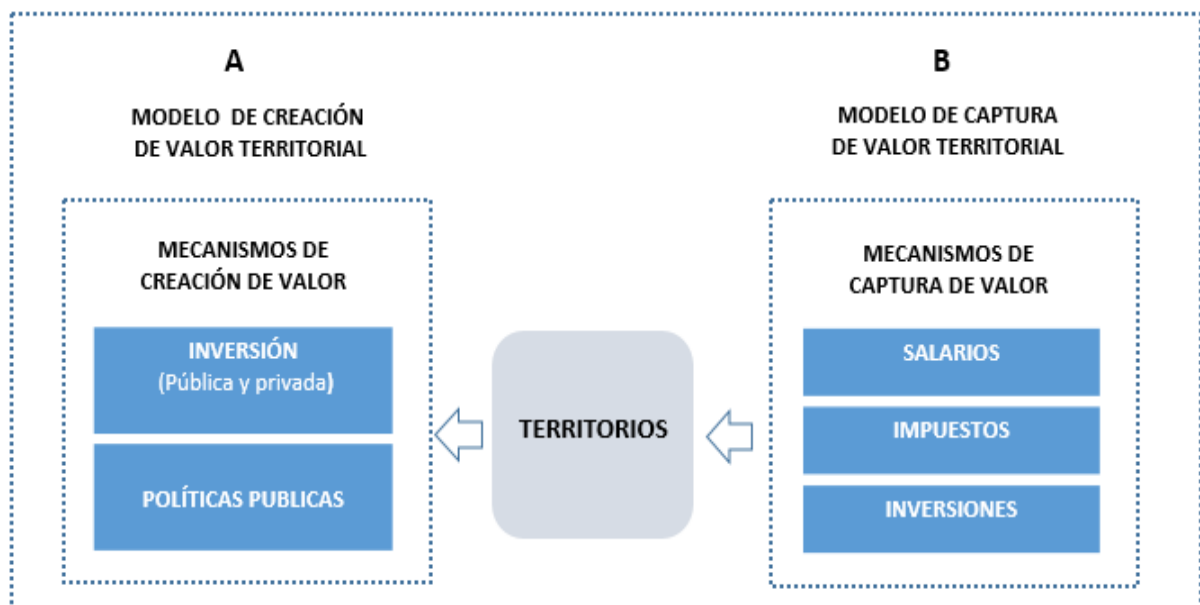 A
MODELO DE CREACIÓN
DE VALOR TERRITORIAL
MECANISMOS DE
CREACIÓN DE VALOR
INVERSIÓN
(Pública y privada)
POLÍTICAS PUBLICAS
TERRITORIOS
B
MODELO DE CAPTURA
DE VALOR TERRITORIAL
MECANISMOS DE
CAPTURA DE VALOR
SALARIOS
IMPUESTOS
INVERSIONES